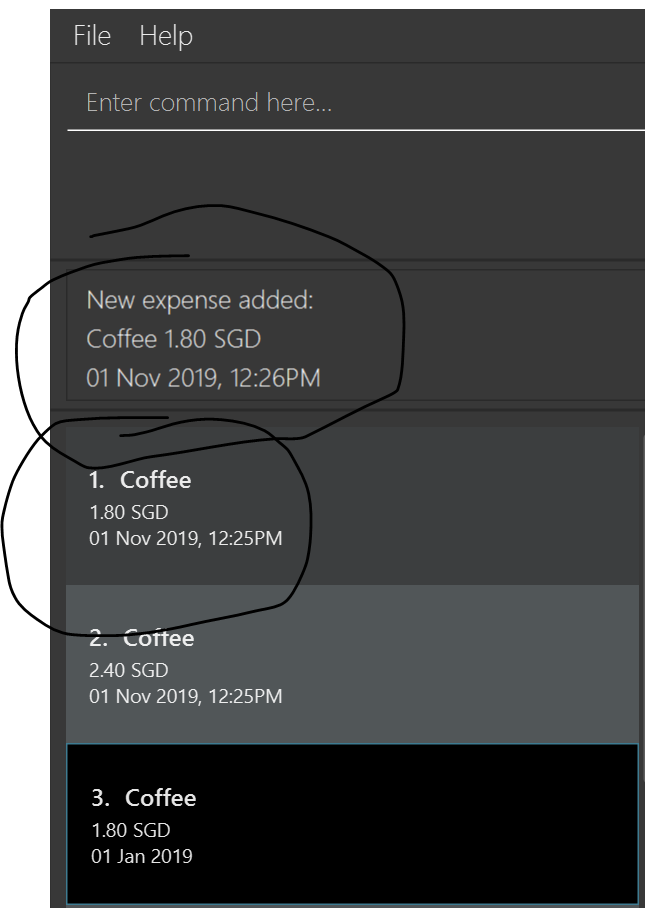 File Help
Enter command here...
New expense added:
Coffee 1.80 SGD
01 Nov 2019, 12:26PM
1. Coffee
1.80 SGD
01 Nov 2019, 12:25PM
2. Coffee
2.40 SGD
01 Nov 2019, 12:25PM
3. Coffee
1.80 SGD
01 Jan 2019